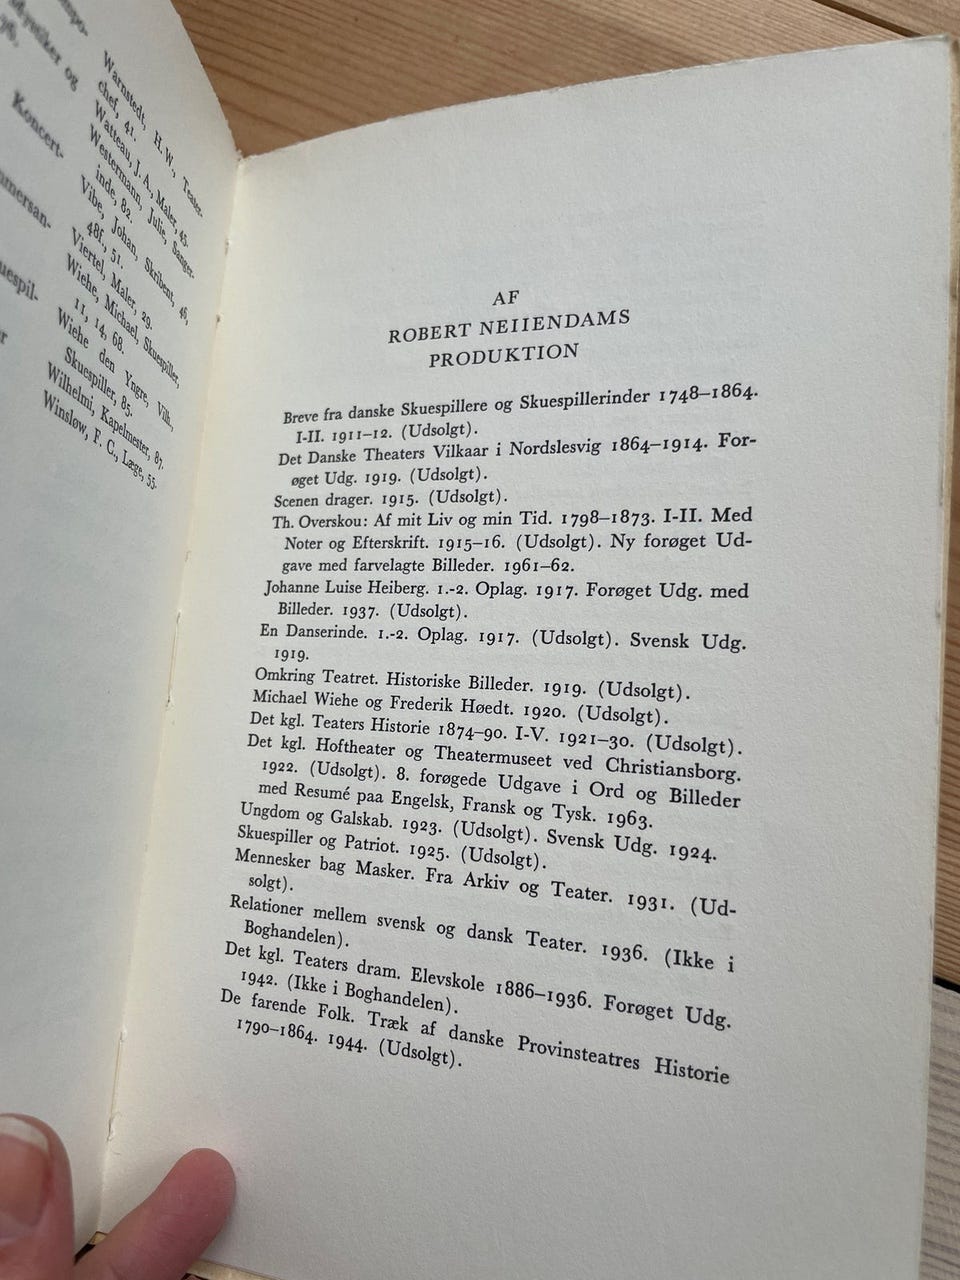 mpo-
Mystiker og
Koncert-
mmersan-
uespil-
er
Warnstedt, H. W., Teater-
chef, 41.
Watteau, J. A., Maler, 45.
Westermann, Julie, Sanger-
inde, 82.
Vibe, Johan, Skribent, 46,
48f., 51.
Viertel, Maler, 29.
Wiehe, Michael, Skuespiller,
11, 14, 68.
Wiehe den Yngre, Vilh.,
Skuespiller, 85.
Wilhelmi, Kapelmester, 87.
Winsløw, F. C., Læge, 55.
AF
ROBERT NEIIENDAMS
PRODUKTION
Breve fra danske Skuespillere og Skuespillerinder 1748–1864.
I-II. 1911–12. (Udsolgt).
Det Danske Theaters Vilkaar i Nordslesvig 1864–1914. For-
øget Udg. 1919. (Udsolgt).
Scenen drager. 1915. (Udsolgt).
Th. Overskou: Af mit Liv og min Tid. 1798–1873. I-II. Med
Noter og Efterskrift. 1915–16. (Udsolgt). Ny forøget Ud-
gave med farvelagte Billeder. 1961–62.
Johanne Luise Heiberg. 1.-2. Oplag. 1917. Forøget Udg. med
Billeder. 1937. (Udsolgt).
En Danserinde. 1.-2. Oplag. 1917. (Udsolgt). Svensk Udg.
1919.
Omkring Teatret. Historiske Billeder. 1919. (Udsolgt).
Michael Wiehe og Frederik Høedt. 1920. (Udsolgt).
Det kgl. Teaters Historie 1874–90. I-V. 1921–30. (Udsolgt).
Det kgl. Hoftheater og Theatermuseet ved Christiansborg.
1922. (Udsolgt). 8. forøgede Udgave i Ord og Billeder
med Resumé paa Engelsk, Fransk og Tysk. 1963.
Ungdom og Galskab. 1923. (Udsolgt). Svensk Udg. 1924.
Skuespiller og Patriot. 1925. (Udsolgt).
Mennesker bag Masker. Fra Arkiv og Teater. 1931. (Ud-
solgt).
Relationer mellem svensk og dansk Teater. 1936. (Ikke i
Boghandelen).
Det kgl. Teaters dram. Elevskole 1886–1936. Forøget Udg.
1942. (Ikke i Boghandelen).
De farende Folk. Træk af danske Provinsteatres Historie
1790–1864. 1944. (Udsolgt).